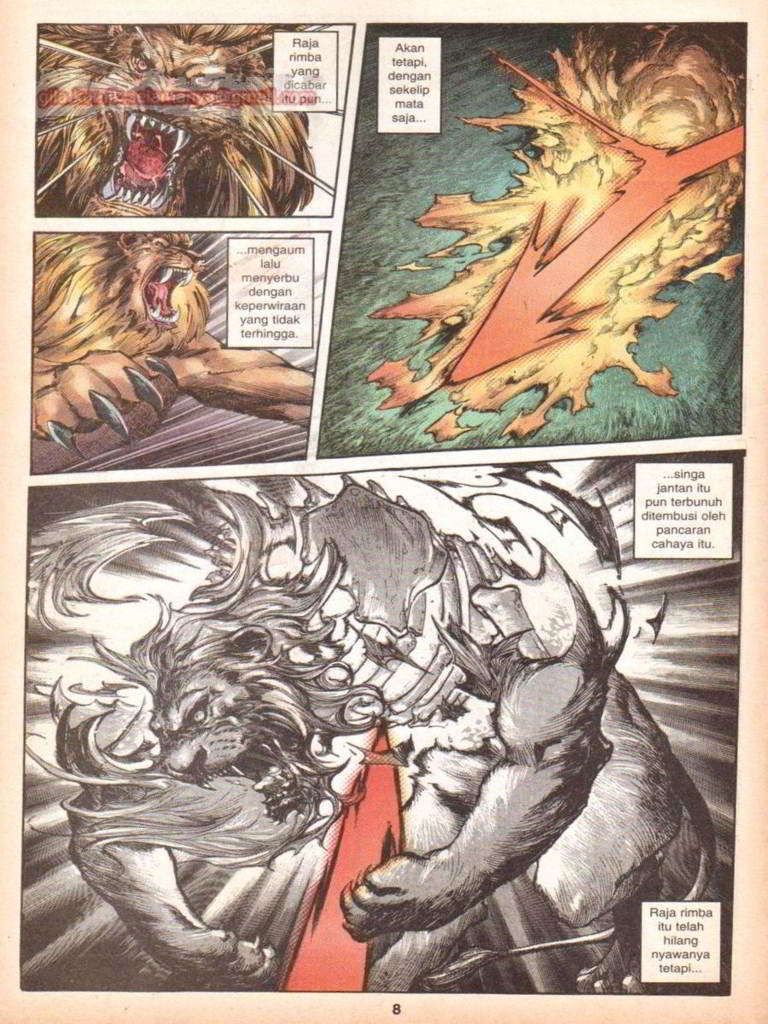 Raja
rimba
yang
dicabar
itu pun...
...mengaum
lalu
menyerbu
dengan
keperwiraan
yang tidak
terhingga.
Akan
tetapi,
dengan
sekelip
mata
saja...
...singa
jantan itu
pun terbunuh
ditembusi oleh
pancaran
cahaya itu.
Raja rimba
itu telah
hilang
nyawanya
tetapi...
8